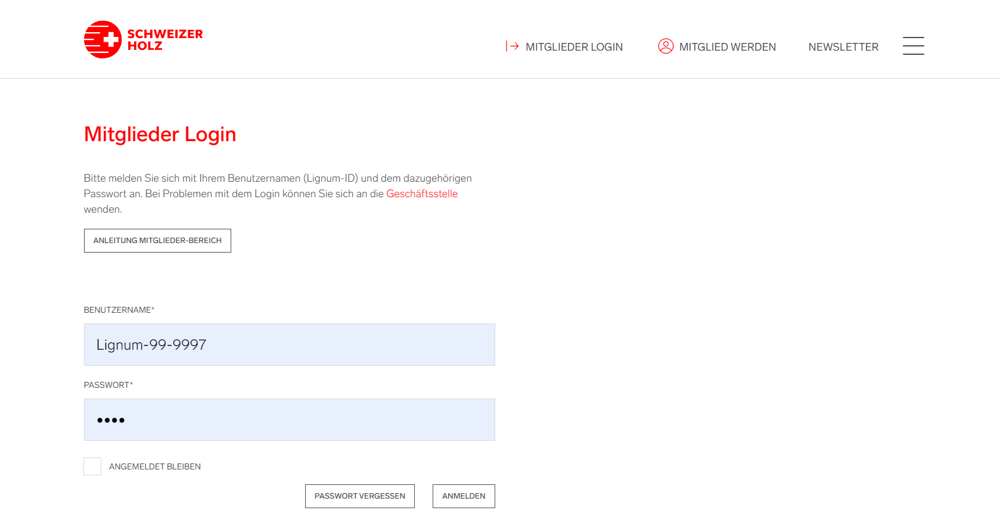 SCHWEIZER
HOLZ
MITGLIEDER LOGIN
MITGLIED WERDEN
NEWSLETTER
Mitglieder Login
Bitte melden Sie sich mit Ihrem Benutzernamen (Lignum-ID) und dem dazugehörigen
Passwort an. Bei Problemen mit dem Login können Sie sich an die Geschäftsstelle
wenden.
ANLEITUNG MITGLIEDER-BEREICH
BENUTZERNAME*
Lignum-99-9997
PASSWORT*
••••
ANGEMELDET BLEIBEN
PASSWORT VERGESSEN
ANMELDEN